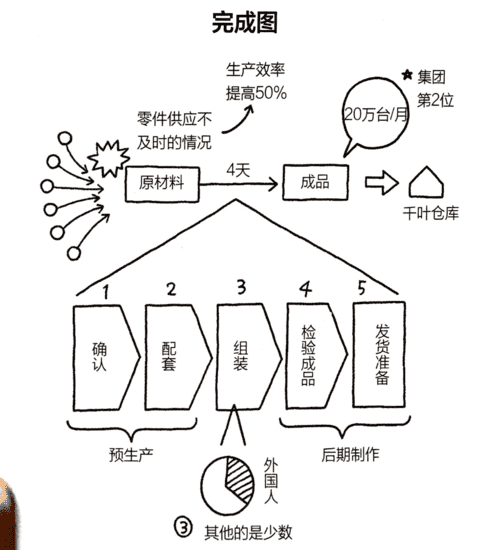 完成图
生产效率
提高50%
★集团
第2位
20万台/月
零件供应不
及时的情况
原材料
4天
成品
千叶仓库
1 2 3 4 5
确认
配套
组装
检验成品
发货准备
预生产
后期制作
外国人
③ 其他的是少数